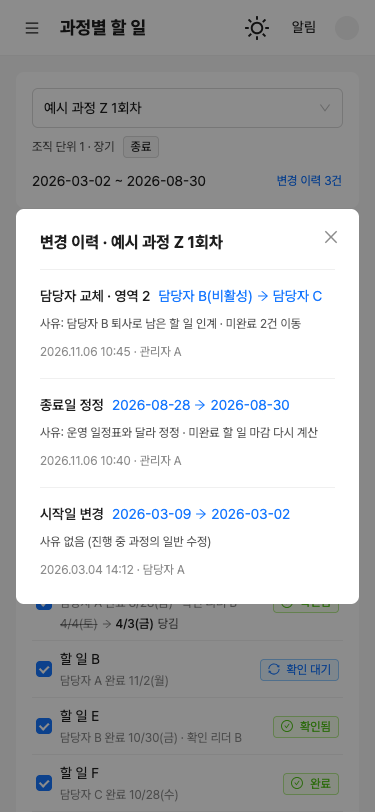 과정별 할 일
알림
예시 과정 Z 1회차
조직 단위 1 · 장기 종료
2026-03-02 ~ 2026-08-30 변경 이력 3건
변경 이력 · 예시 과정 Z 1회차
담당자 교체 · 영역 2 담당자 B(비활성) → 담당자 C
사유: 담당자 B 퇴사로 남은 할 일 인계 · 미완료 2건 이동
2026.11.06 10:45 · 관리자 A
종료일 정정 2026-08-28 → 2026-08-30
사유: 운영 일정표와 달라 정정 · 미완료 할 일 마감 다시 계산
2026.11.06 10:40 · 관리자 A
시작일 변경 2026-03-09 → 2026-03-02
사유 없음 (진행 중 과정의 일반 수정)
2026.03.04 14:12 · 담당자 A
4/4(토) → 4/3(금) 당김
할 일 B
담당자 A 완료 11/2(월)
확인 대기
할 일 E
담당자 B 완료 10/30(금) · 확인 리더 B
확인됨
할 일 F
담당자 C 완료 10/28(수)
완료